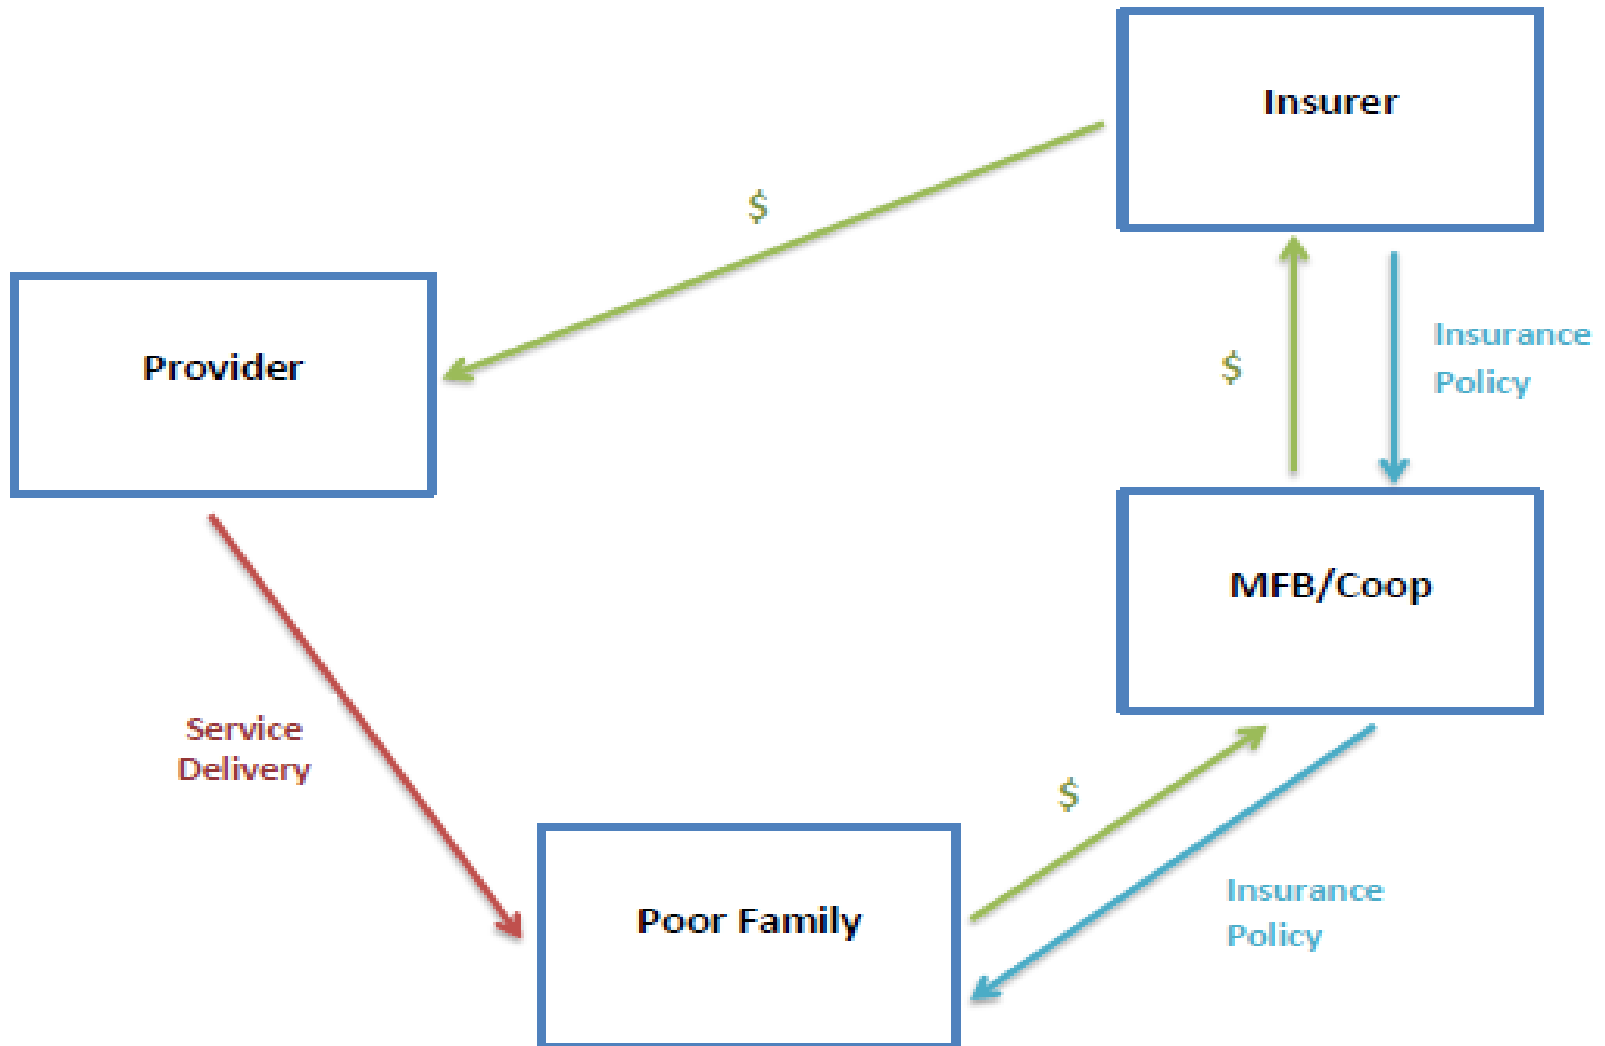 Insurer
$
Provider
$
Insurance
Policy
MFB/Coop
Service
Delivery
$
Poor Family
Insurance
Policy